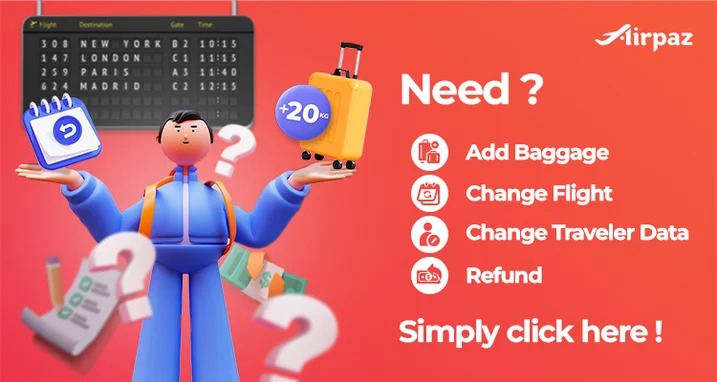 Flight Destination Gate Time
308 NEW YORK B2 10:15
147 LONDON C1 11:15
259 PARIS A3 11:40
624 MADRID C2 12:15
Airpaz
+20KG
Need ?
Add Baggage
Change Flight
Change Traveler Data
Refund
Simply click here !